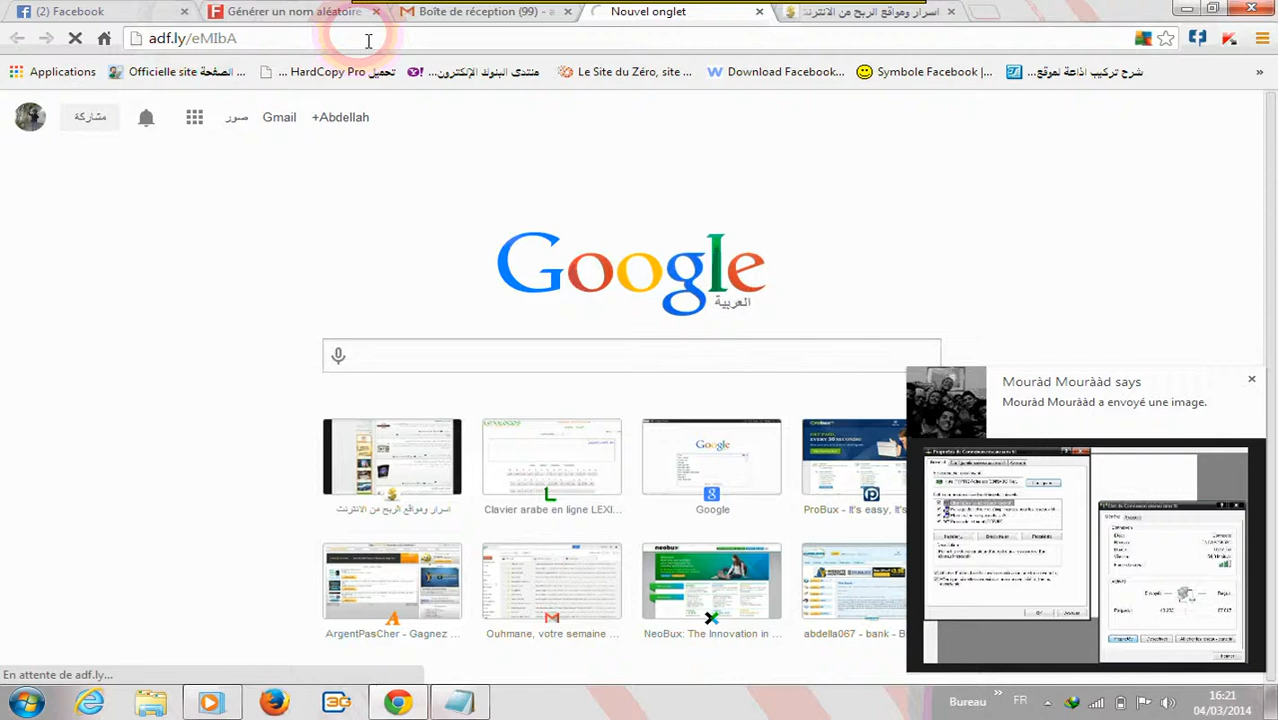 (2) Facebook
Générer un nom aléatoire
Boîte de réception (99) - a
Nouvel onglet
اسرار ومواقع الربح من الانترنت
adf.ly/eMIbA
Applications
الصفحة Officielle site ...
تحميل HardCopy Pro ...
منتدى البنوك الإلكترون...
Le Site du Zéro, site ...
Download Facebook...
Symbole Facebook |...
شرح تركيب اذاعة لموقع...
»
مشاركة
صور
Gmail
+Abdellah
Google
العربية
Mouràd Mourààd says
Mouràd Mourààd a envoyé une image.
اسرار ومواقع الربح من الانترنت
Clavier arabe en ligne LEXI...
Google
ProBux - It's easy, it's
ArgentPasCher - Gagnez ...
Ouhmane, votre semaine ...
NeoBux: The Innovation in ...
abdella067 - bank - B
En attente de adf.ly...
Bureau
»
FR
16:21
04/03/2014